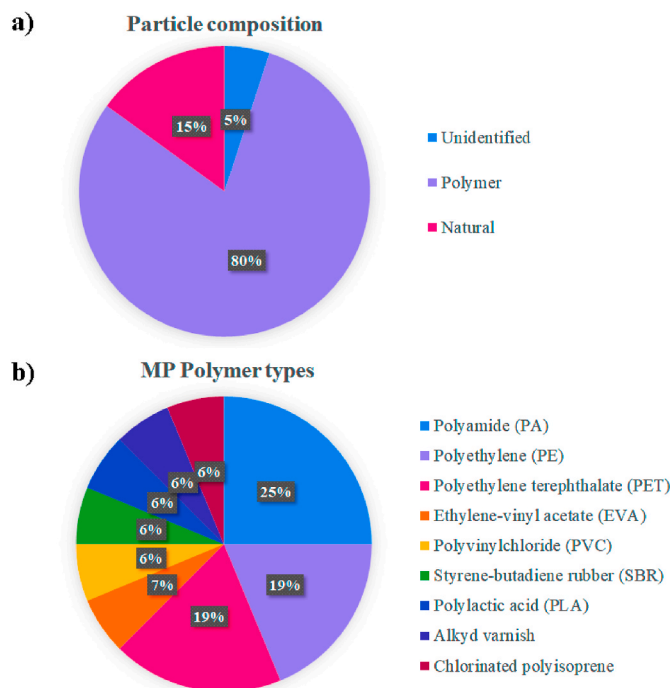 a)
Particle composition
5%
15%
80%
Unidentified
Polymer
Natural
b)
MP Polymer types
25%
19%
19%
7%
6%
6%
6%
6%
6%
Polyamide (PA)
Polyethylene (PE)
Polyethylene terephthalate (PET)
Ethylene-vinyl acetate (EVA)
Polyvinylchloride (PVC)
Styrene-butadiene rubber (SBR)
Polylactic acid (PLA)
Alkyd varnish
Chlorinated polyisoprene